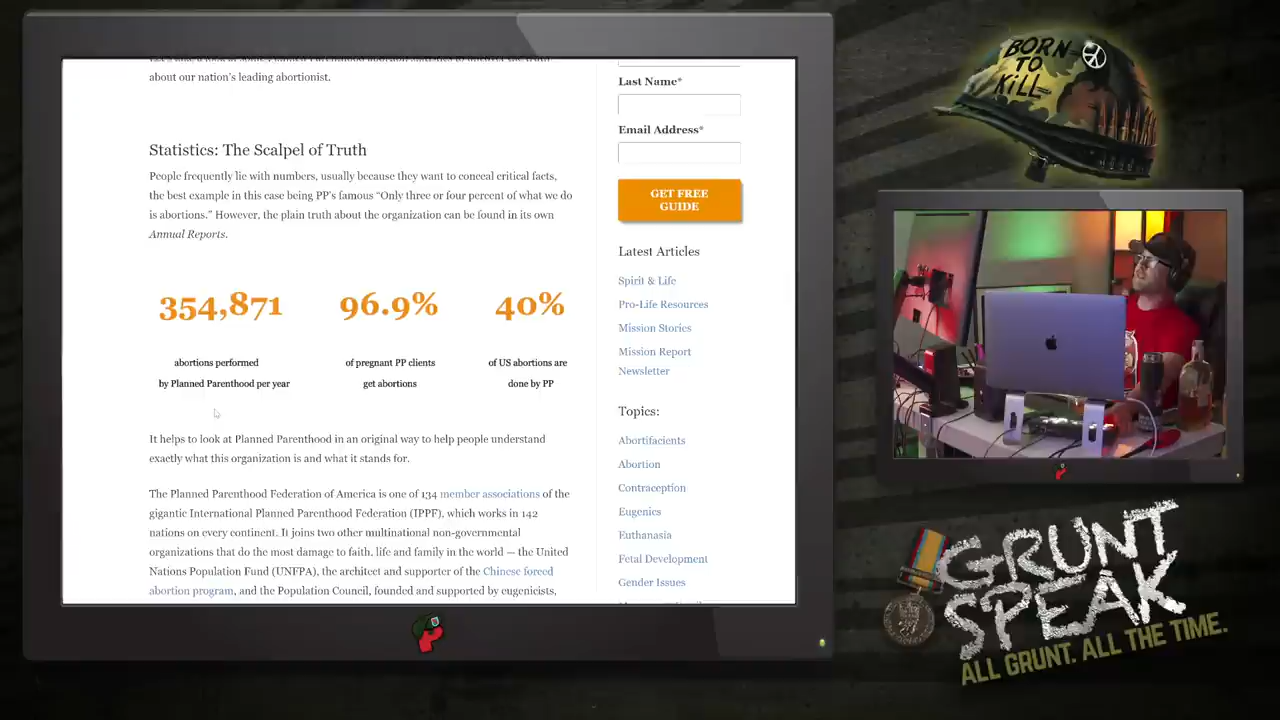 about our nation's leading abortionist.
Statistics: The Scalpel of Truth
People frequently lie with numbers, usually because they want to conceal critical facts,
the best example in this case being PP's famous “Only three or four percent of what we do
is abortions.” However, the plain truth about the organization can be found in its own
Annual Reports.
354,871
abortions performed
by Planned Parenthood per year
96.9%
of pregnant PP clients
get abortions
40%
of US abortions are
done by PP
It helps to look at Planned Parenthood in an original way to help people understand
exactly what this organization is and what it stands for.
The Planned Parenthood Federation of America is one of 134 member associations of the
gigantic International Planned Parenthood Federation (IPPF), which works in 142
nations on every continent. It joins two other multinational non-governmental
organizations that do the most damage to faith, life and family in the world — the United
Nations Population Fund (UNFPA), the architect and supporter of the Chinese forced
abortion program, and the Population Council, founded and supported by eugenicists,
Last Name*
Email Address*
GET FREE
GUIDE
Latest Articles
Spirit & Life
Pro-Life Resources
Mission Stories
Mission Report
Newsletter
Topics:
Abortifacients
Abortion
Contraception
Eugenics
Euthanasia
Fetal Development
Gender Issues
BORN
TO
KILL
GRUNT
SPEAK
ALL GRUNT. ALL THE TIME.